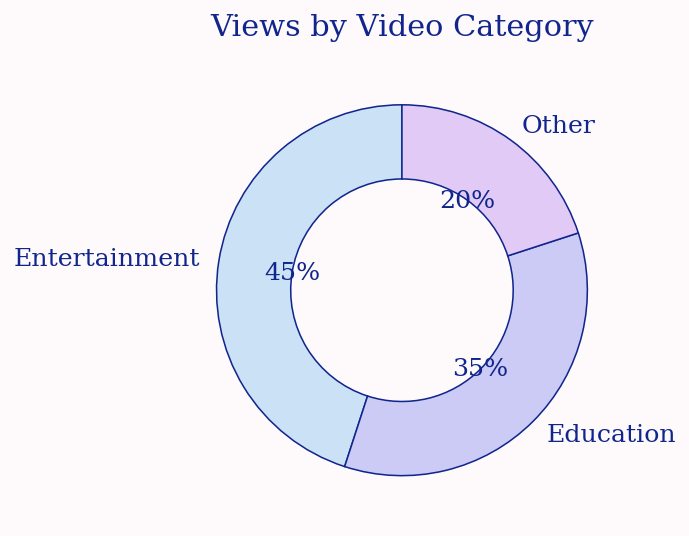 Views by Video Category
Other
20%
Entertainment
45%
35%
Education